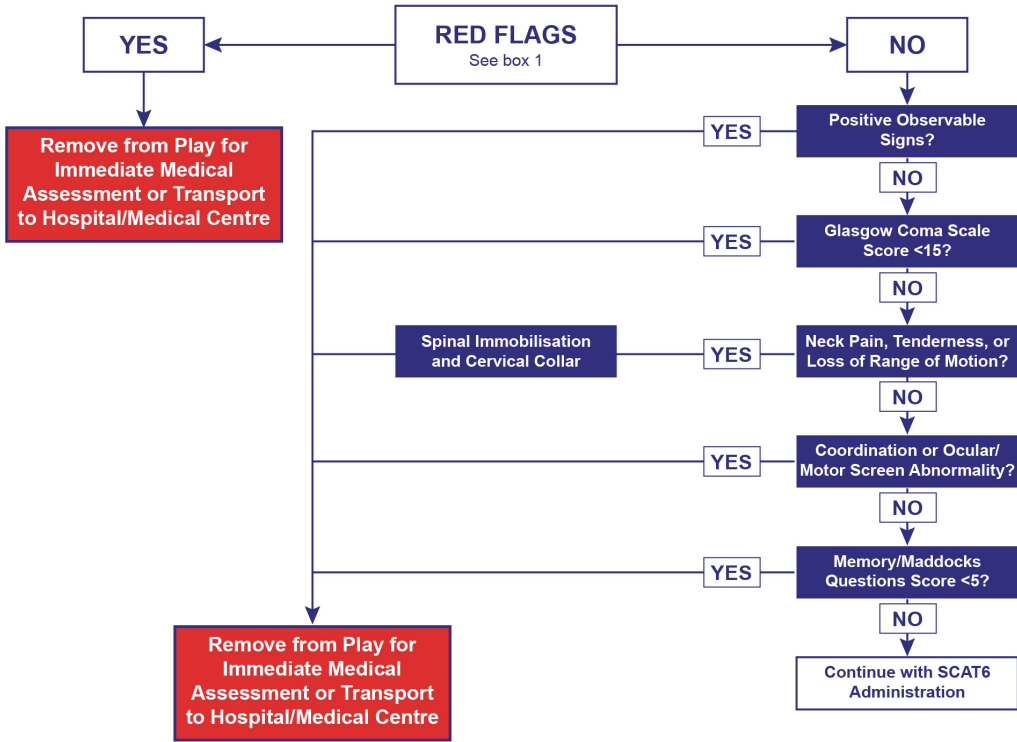 YES
RED FLAGS
See box 1
NO
Remove from Play for
Immediate Medical
Assessment or Transport
to Hospital/Medical Centre
YES
Positive Observable
Signs?
NO
YES
Glasgow Coma Scale
Score <15?
NO
Spinal Immobilisation
and Cervical Collar
YES
Neck Pain, Tenderness, or
Loss of Range of Motion?
NO
YES
Coordination or Ocular/
Motor Screen Abnormality?
NO
YES
Memory/Maddocks
Questions Score <5?
NO
Remove from Play for
Immediate Medical
Assessment or Transport
to Hospital/Medical Centre
Continue with SCAT6
Administration